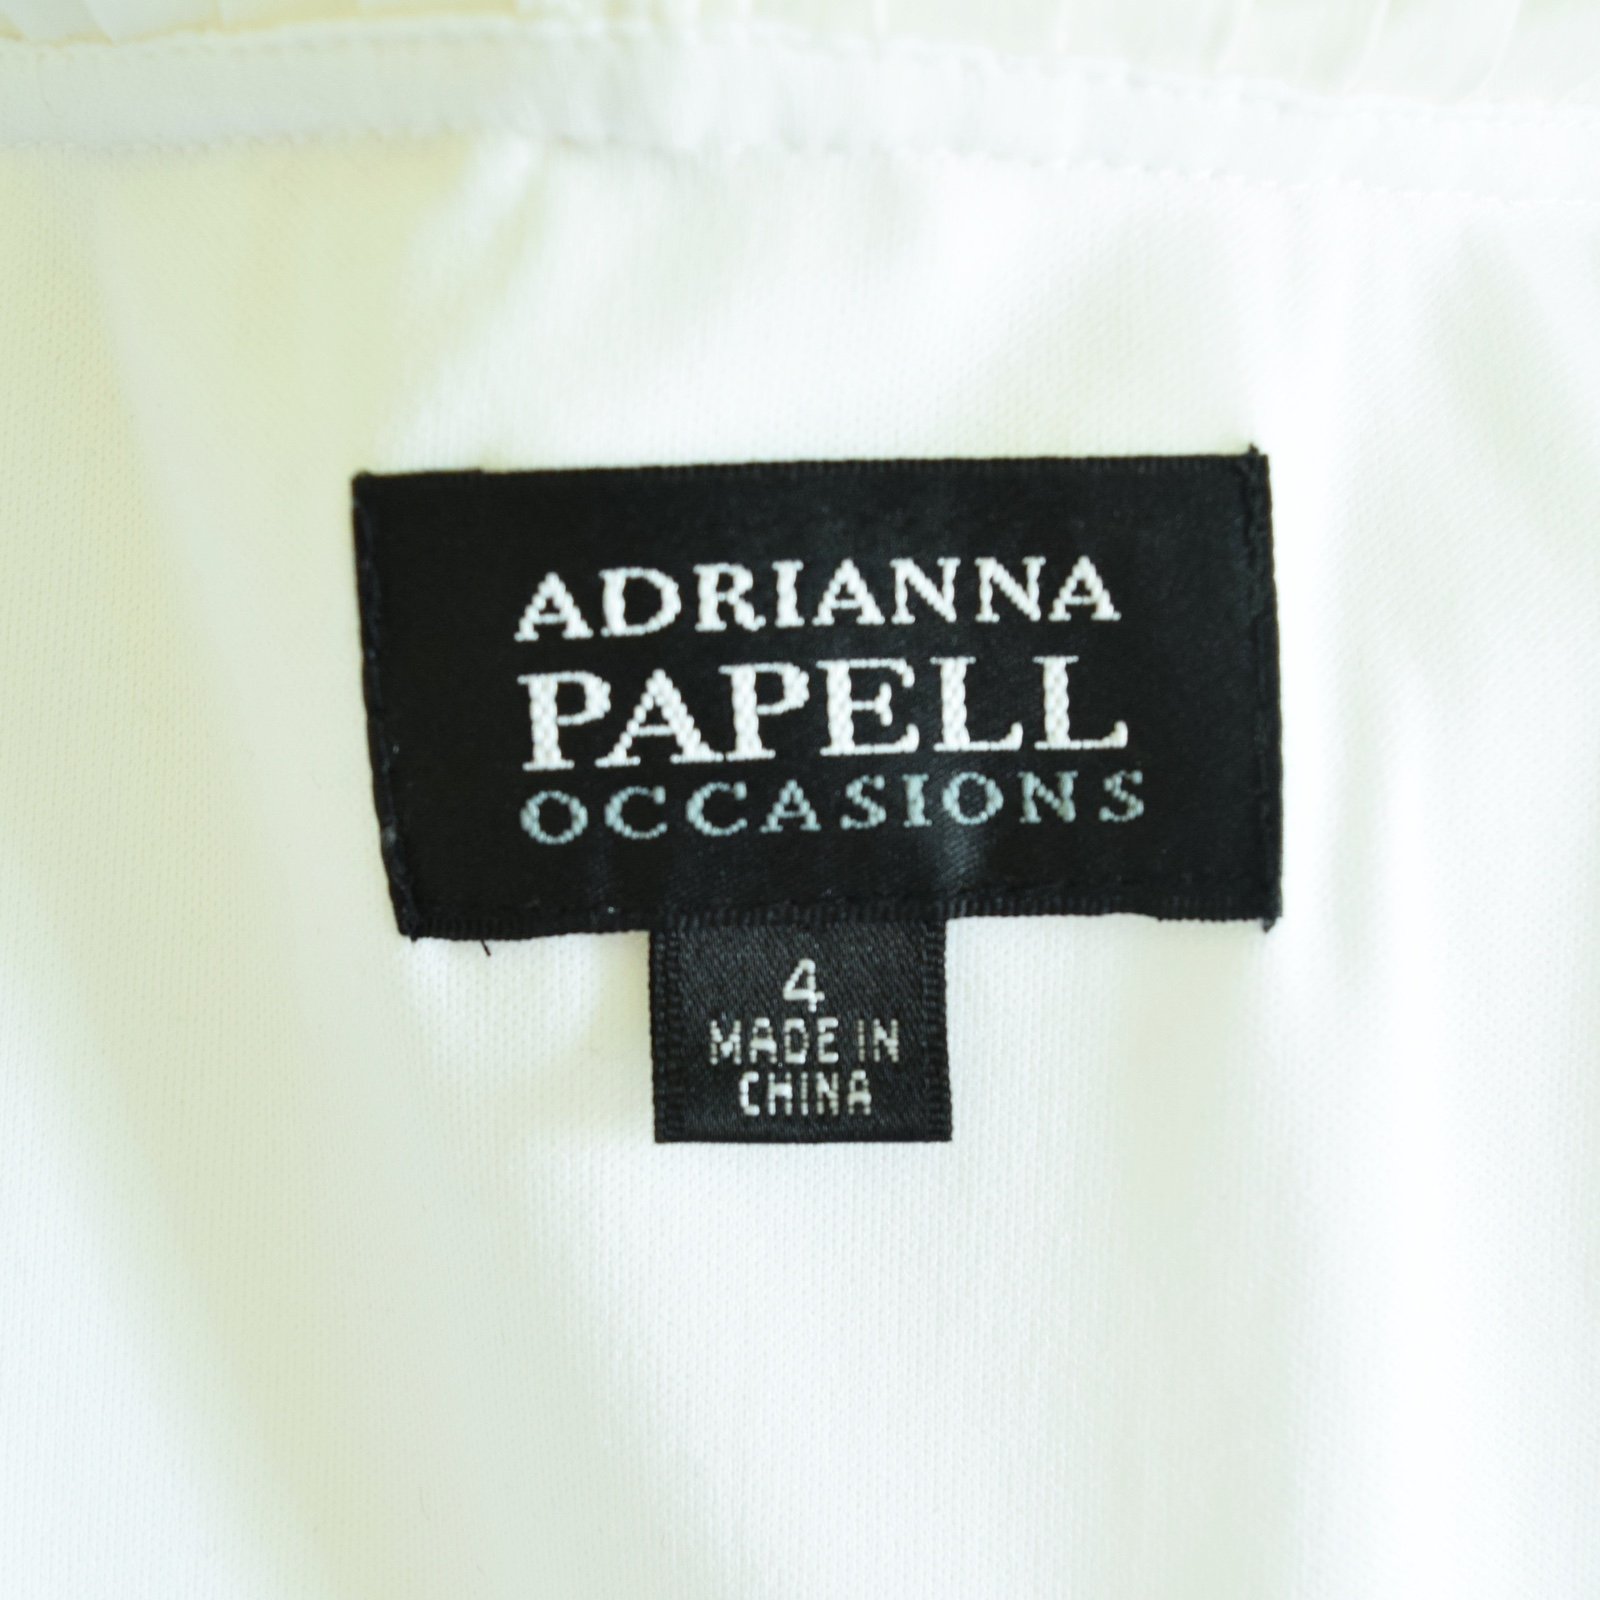 ADRIANNA
PAPELL
OCCASIONS
4
MADE IN
CHINA